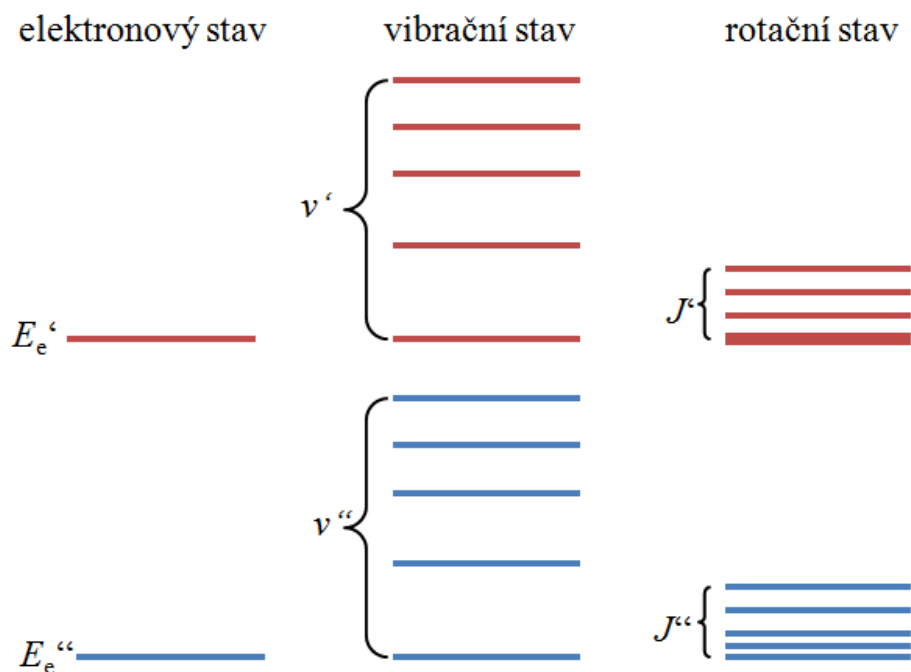 elektronový stav
vibrační stav
rotační stav
v‘
J‘
Eₑ‘
v“
J“
Eₑ“